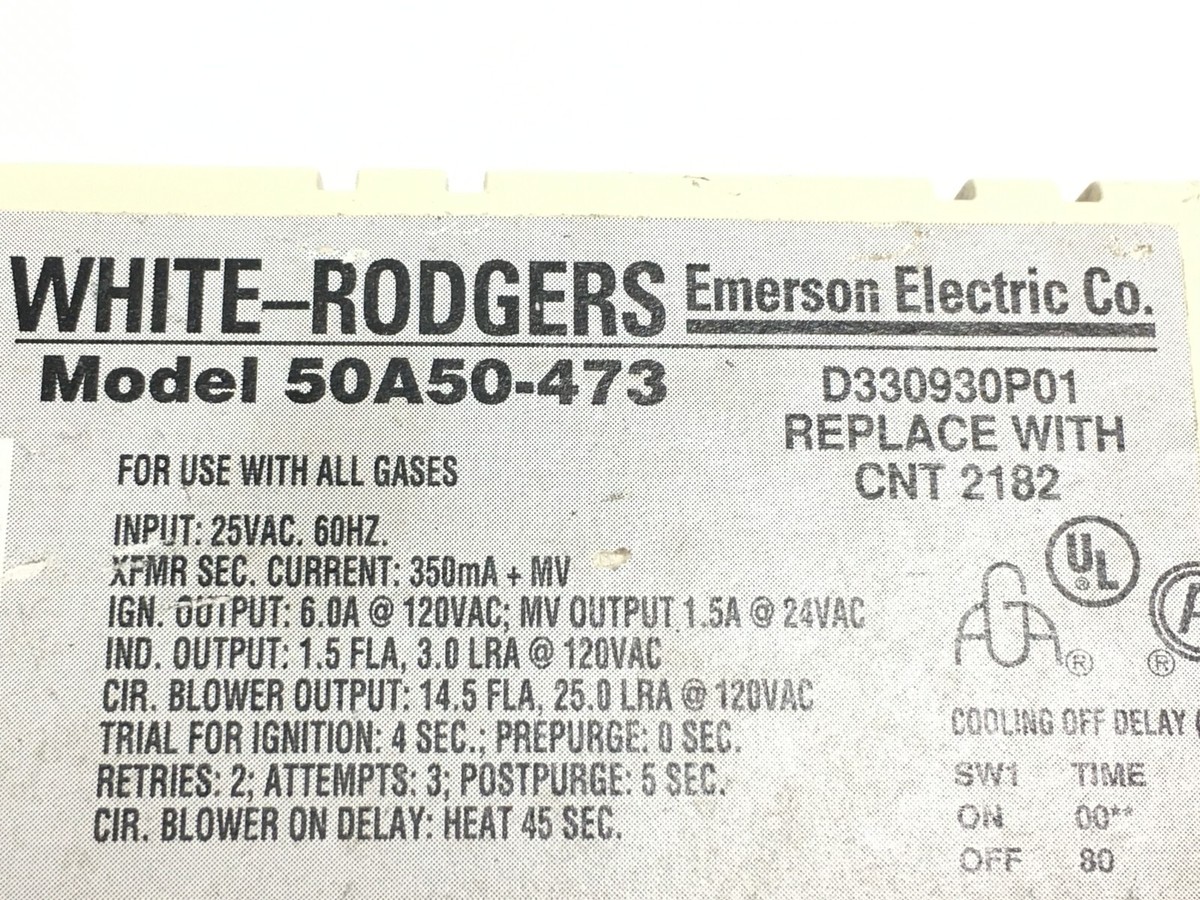 WHITE–RODGERS Emerson Electric Co.
Model 50A50-473
D330930P01
REPLACE WITH
CNT 2182
FOR USE WITH ALL GASES
INPUT: 25VAC. 60HZ.
XFMR SEC. CURRENT: 350mA + MV
IGN. OUTPUT: 6.0A @ 120VAC; MV OUTPUT 1.5A @ 24VAC
IND. OUTPUT: 1.5 FLA, 3.0 LRA @ 120VAC
CIR. BLOWER OUTPUT: 14.5 FLA, 25.0 LRA @ 120VAC
TRIAL FOR IGNITION: 4 SEC.; PREPURGE: 0 SEC.
RETRIES: 2; ATTEMPTS: 3; POSTPURGE: 5 SEC.
CIR. BLOWER ON DELAY: HEAT 45 SEC.
UL ®
AGA ® ®
COOLING OFF DELAY
SW1 TIME
ON 00**
OFF 80